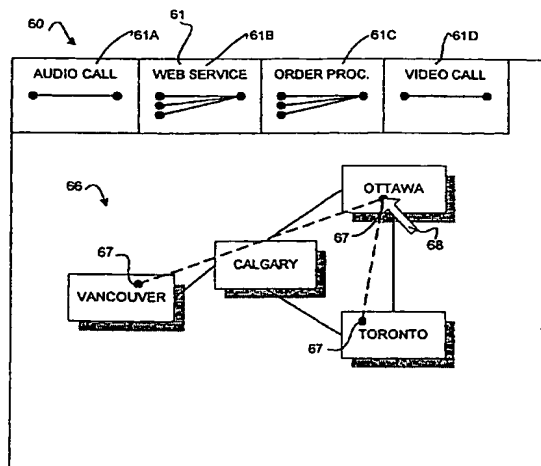 60
61A
61
61B
61C
61D
AUDIO CALL
WEB SERVICE
ORDER PROC.
VIDEO CALL
66
OTTAWA
67
68
67
CALGARY
VANCOUVER
TORONTO
67